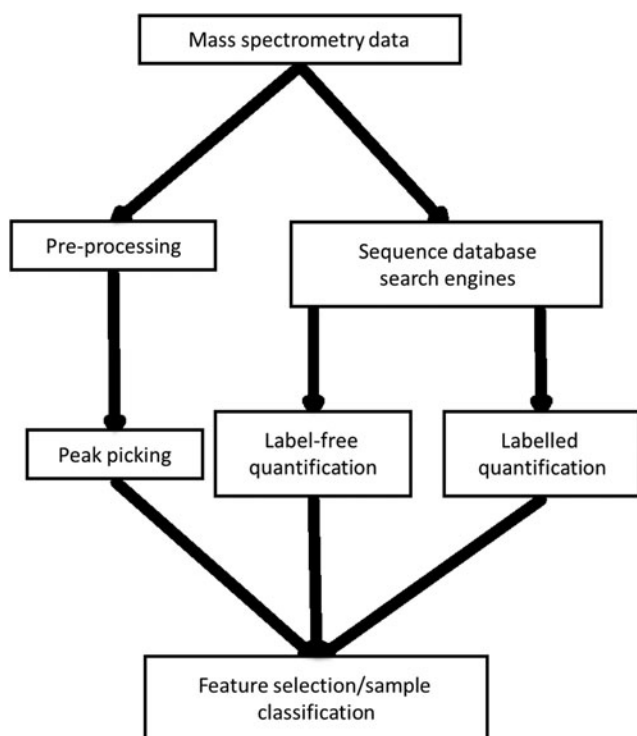 Mass spectrometry data
Pre-processing
Sequence database
search engines
Peak picking
Label-free
quantification
Labelled
quantification
Feature selection/sample
classification